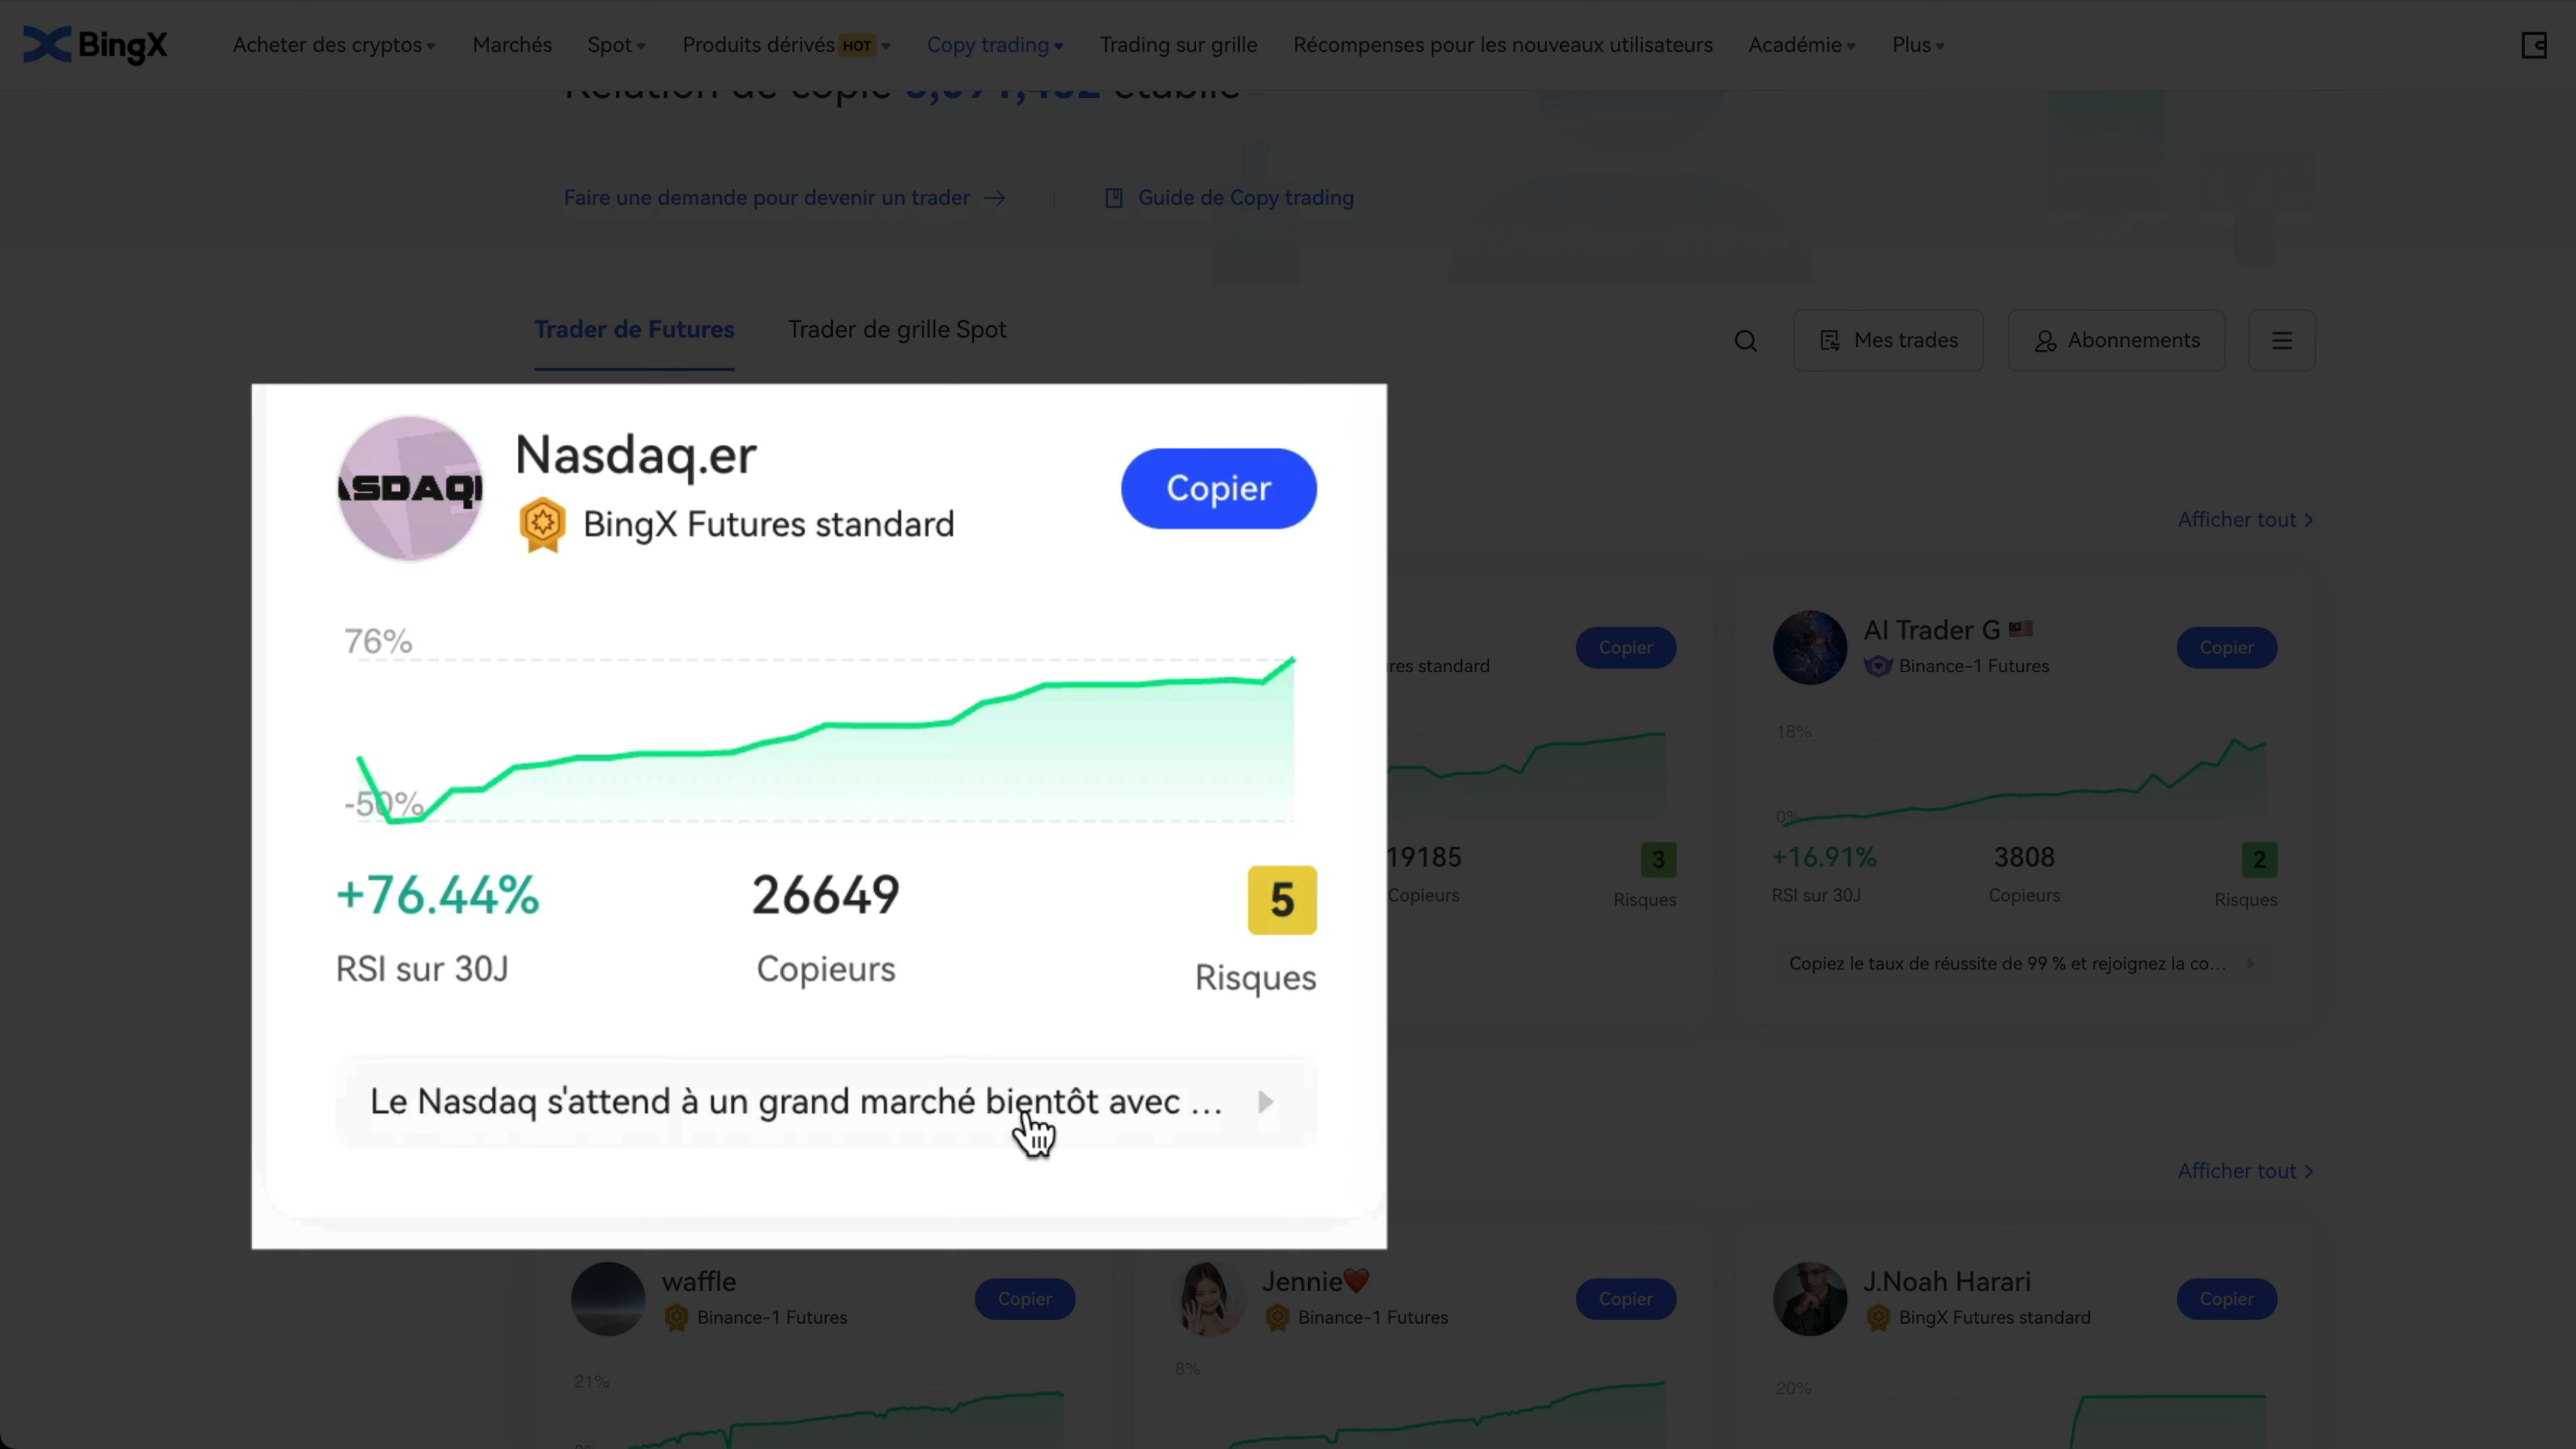 BingX
Acheter des cryptos
Marchés
Spot
Produits dérivés HOT
Copy trading
Trading sur grille
Récompenses pour les nouveaux utilisateurs
Académie
Plus
Relation de copie établie
Faire une demande pour devenir un trader
Guide de Copy trading
Trader de Futures
Trader de grille Spot
Mes trades
Abonnements
Afficher tout
ASDAQ
Nasdaq.er
BingX Futures standard
Copier
76%
-50%
+76.44%
26649
5
RSI sur 30J
Copieurs
Risques
Le Nasdaq s'attend à un grand marché bientôt avec ...
res standard
Copier
19185
3
Copieurs
Risques
AI Trader G
Binance-1 Futures
Copier
18%
0%
+16.91%
3808
2
RSI sur 30J
Copieurs
Risques
Copiez le taux de réussite de 99 % et rejoignez la co...
Afficher tout
waffle
Binance-1 Futures
Copier
21%
Jennie
Binance-1 Futures
Copier
8%
J.Noah Harari
BingX Futures standard
Copier
20%